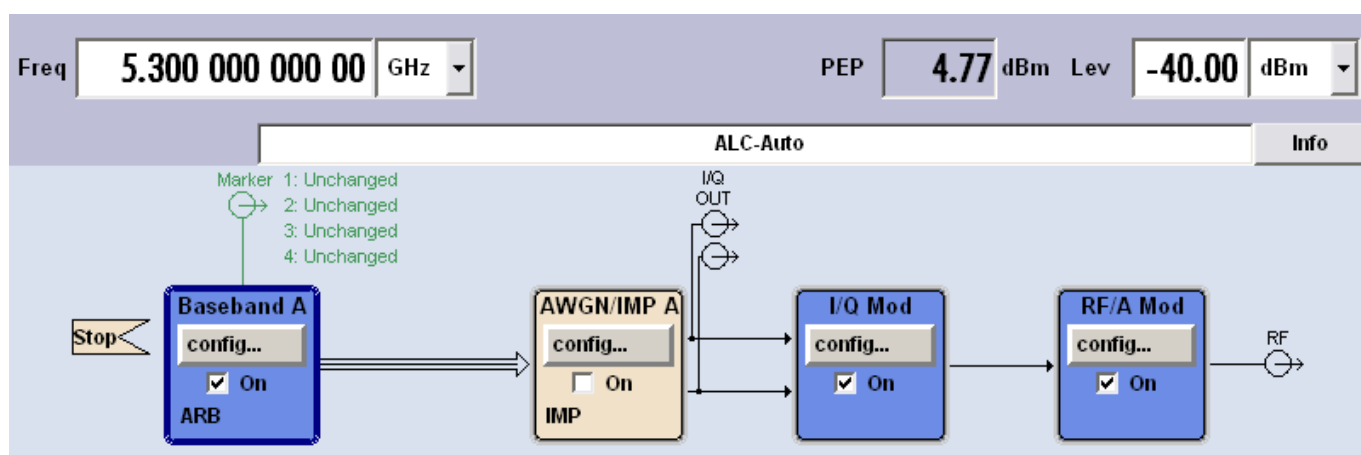 Freq 5.300 000 000 00 GHz PEP 4.77 dBm Lev -40.00 dBm
ALC-Auto Info
Marker 1: Unchanged
2: Unchanged
3: Unchanged
4: Unchanged
I/Q
OUT
Stop
Baseband A
config...
On
ARB
AWGN/IMP A
config...
On
IMP
I/Q Mod
config...
On
RF/A Mod
config...
On
RF